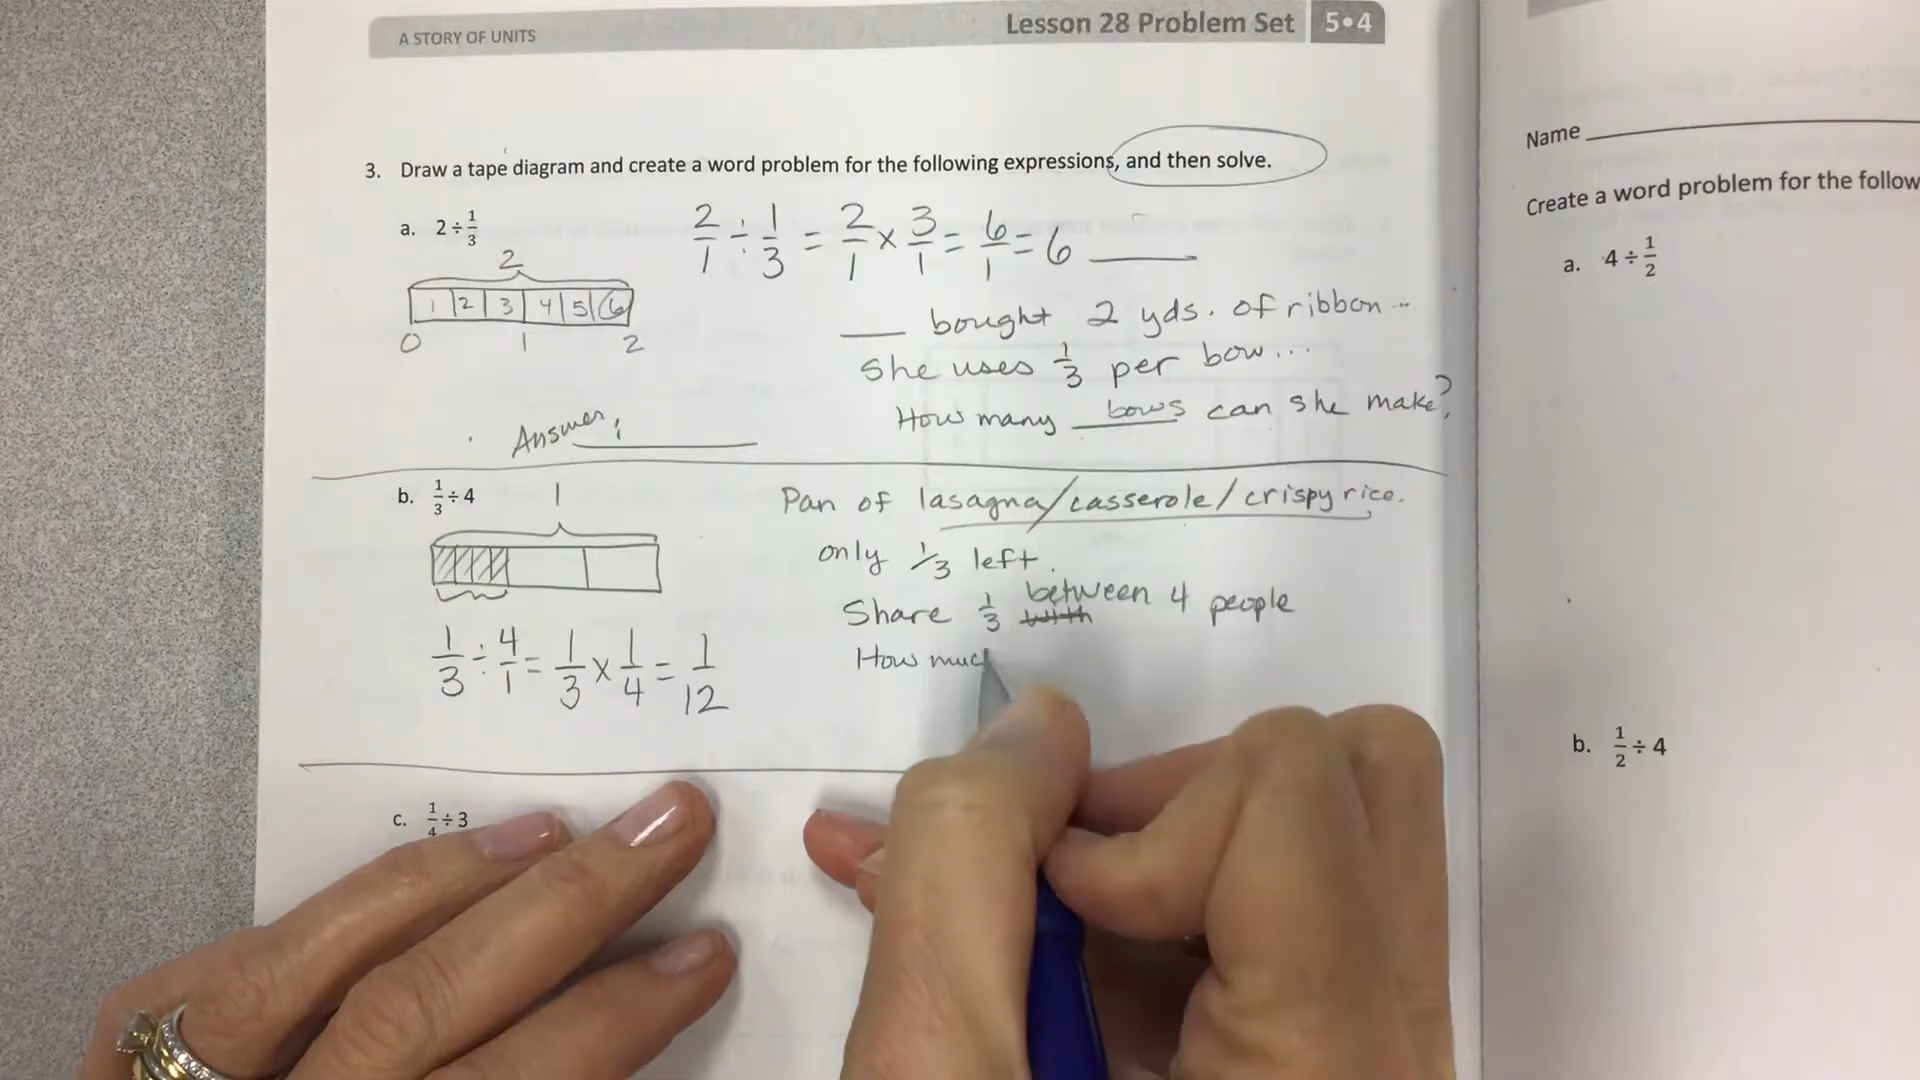 A STORY OF UNITS
Lesson 28 Problem Set 5•4
3. Draw a tape diagram and create a word problem for the following expressions, and then solve.
a. 2 ÷ 1/3
2/1 ÷ 1/3 = 2/1 × 3/1 = 6/1 = 6 ____
2
1 2 3 4 5 6
0 1 2
___ bought 2 yds. of ribbon...
She uses 1/3 per bow...
How many bows can she make?
Answer: ____
b. 1/3 ÷ 4
1
Pan of lasagna/casserole/crispy rice.
only 1/3 left.
Share 1/3 with between 4 people
How muc
1/3 ÷ 4/1 = 1/3 × 1/4 = 1/12
c. 1/4 ÷ 3
Name ____
Create a word problem for the follow
a. 4 ÷ 1/2
b. 1/2 ÷ 4